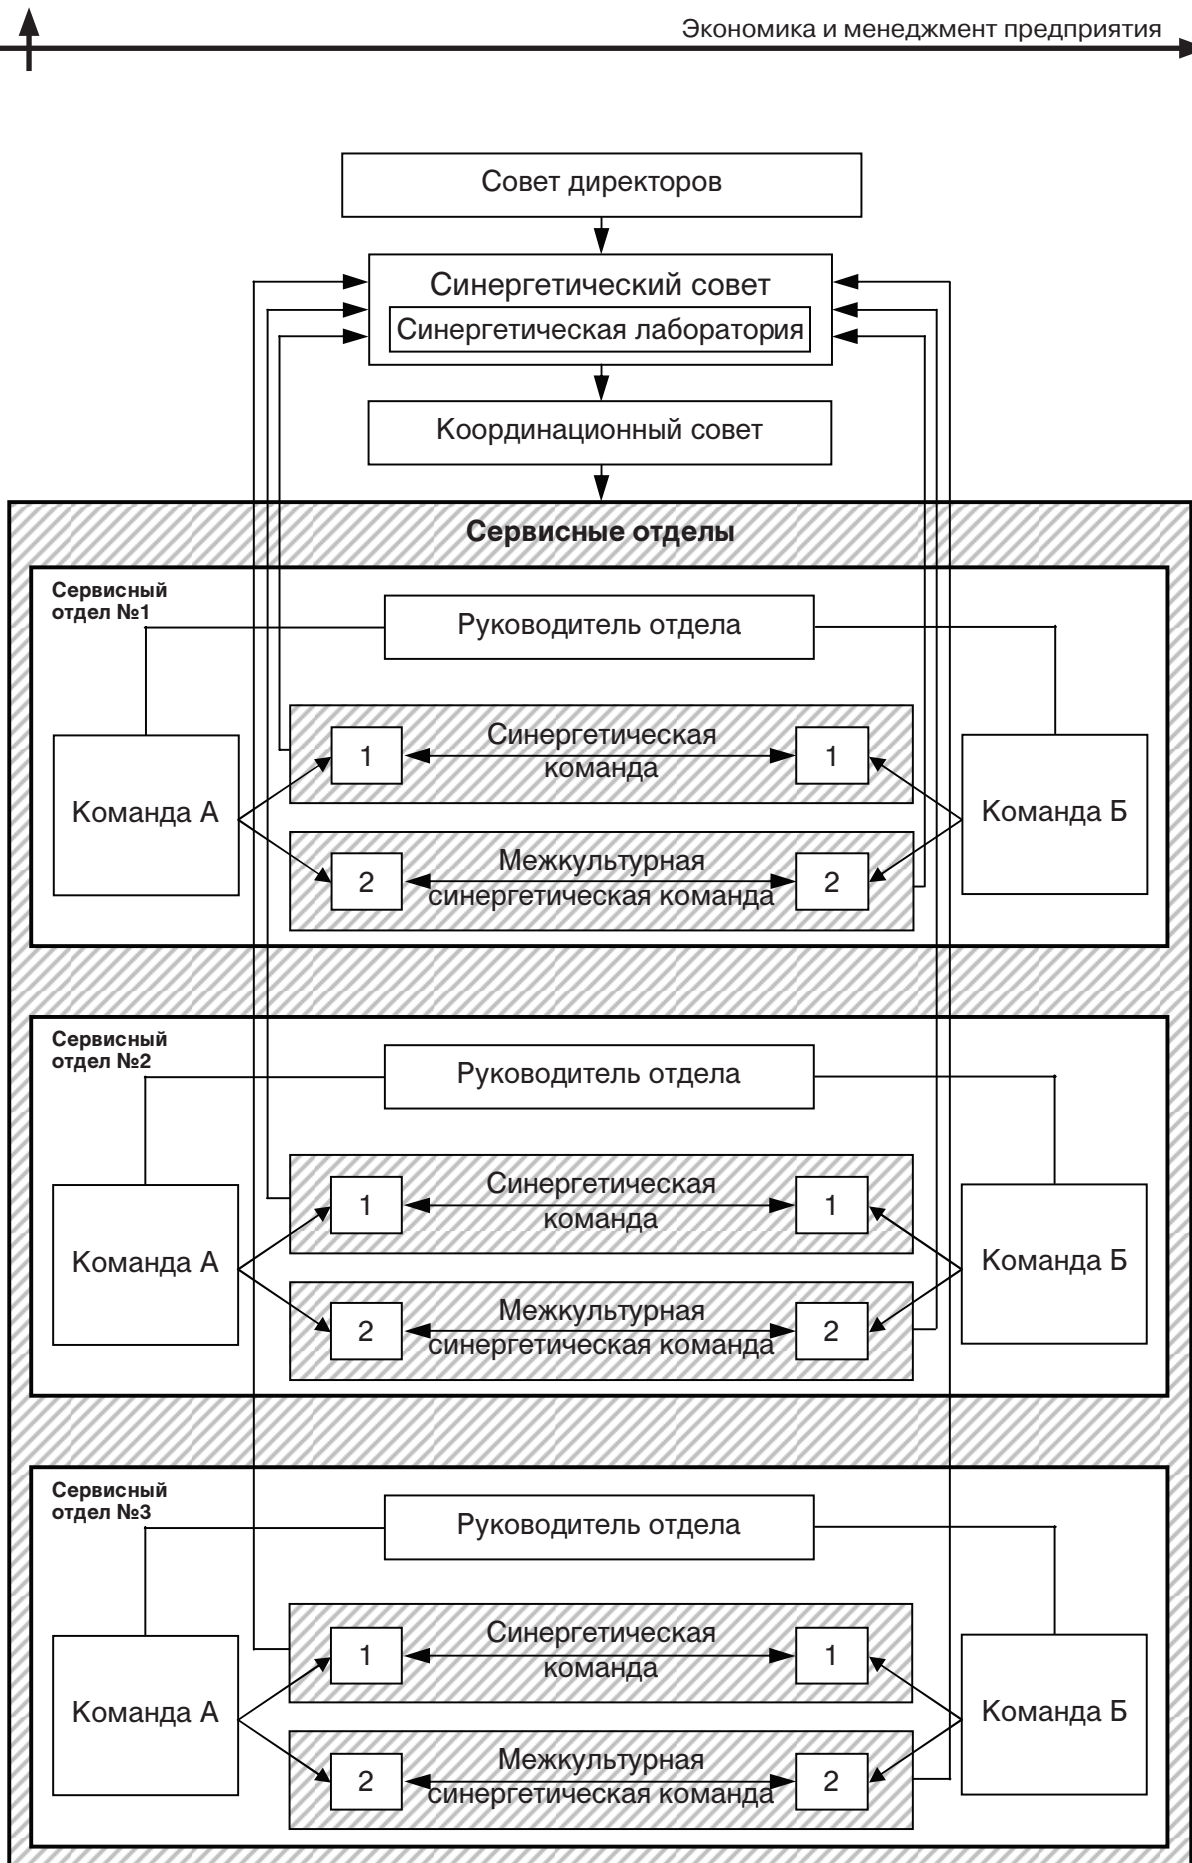 Экономика и менеджмент предприятия
Совет директоров
Синергетический совет
Синергетическая лаборатория
Координационный совет
Сервисные отделы
Сервисный
отдел №1
Руководитель отдела
Команда А
1
Синергетическая
команда
1
2
Межкультурная
синергетическая команда
2
Команда Б
Сервисный
отдел №2
Руководитель отдела
Команда А
1
Синергетическая
команда
1
2
Межкультурная
синергетическая команда
2
Команда Б
Сервисный
отдел №3
Руководитель отдела
Команда А
1
Синергетическая
команда
1
2
Межкультурная
синергетическая команда
2
Команда Б